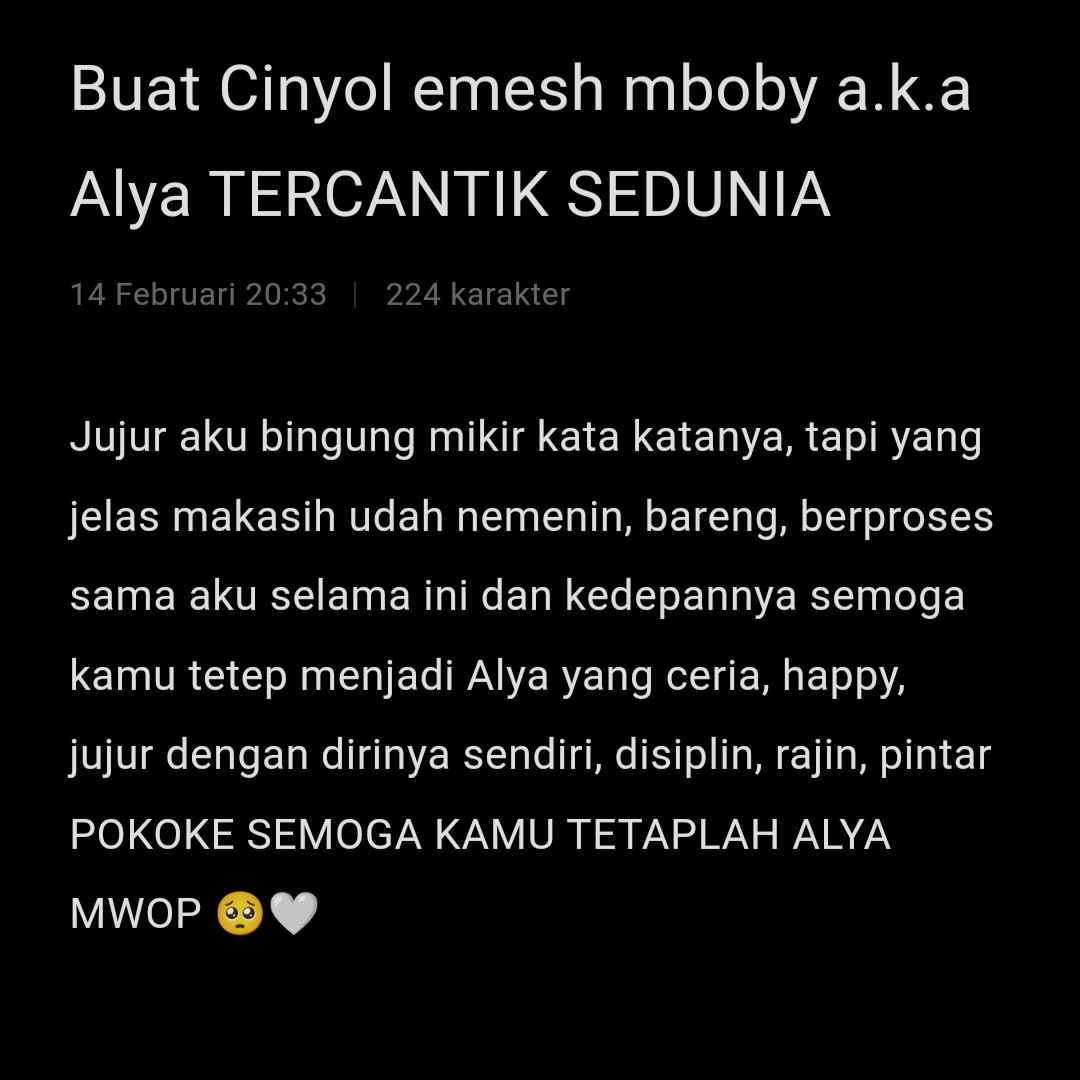 Buat Cinyol emesh mboby a.k.a
Alya TERCANTIK SEDUNIA
14 Februari 20:33 | 224 karakter
Jujur aku bingung mikir kata katanya, tapi yang
jelas makasih udah nemenin, bareng, berproses
sama aku selama ini dan kedepannya semoga
kamu tetep menjadi Alya yang ceria, happy,
jujur dengan dirinya sendiri, disiplin, rajin, pintar
POKOKE SEMOGA KAMU TETAPLAH ALYA
MWOP 🥺🤍